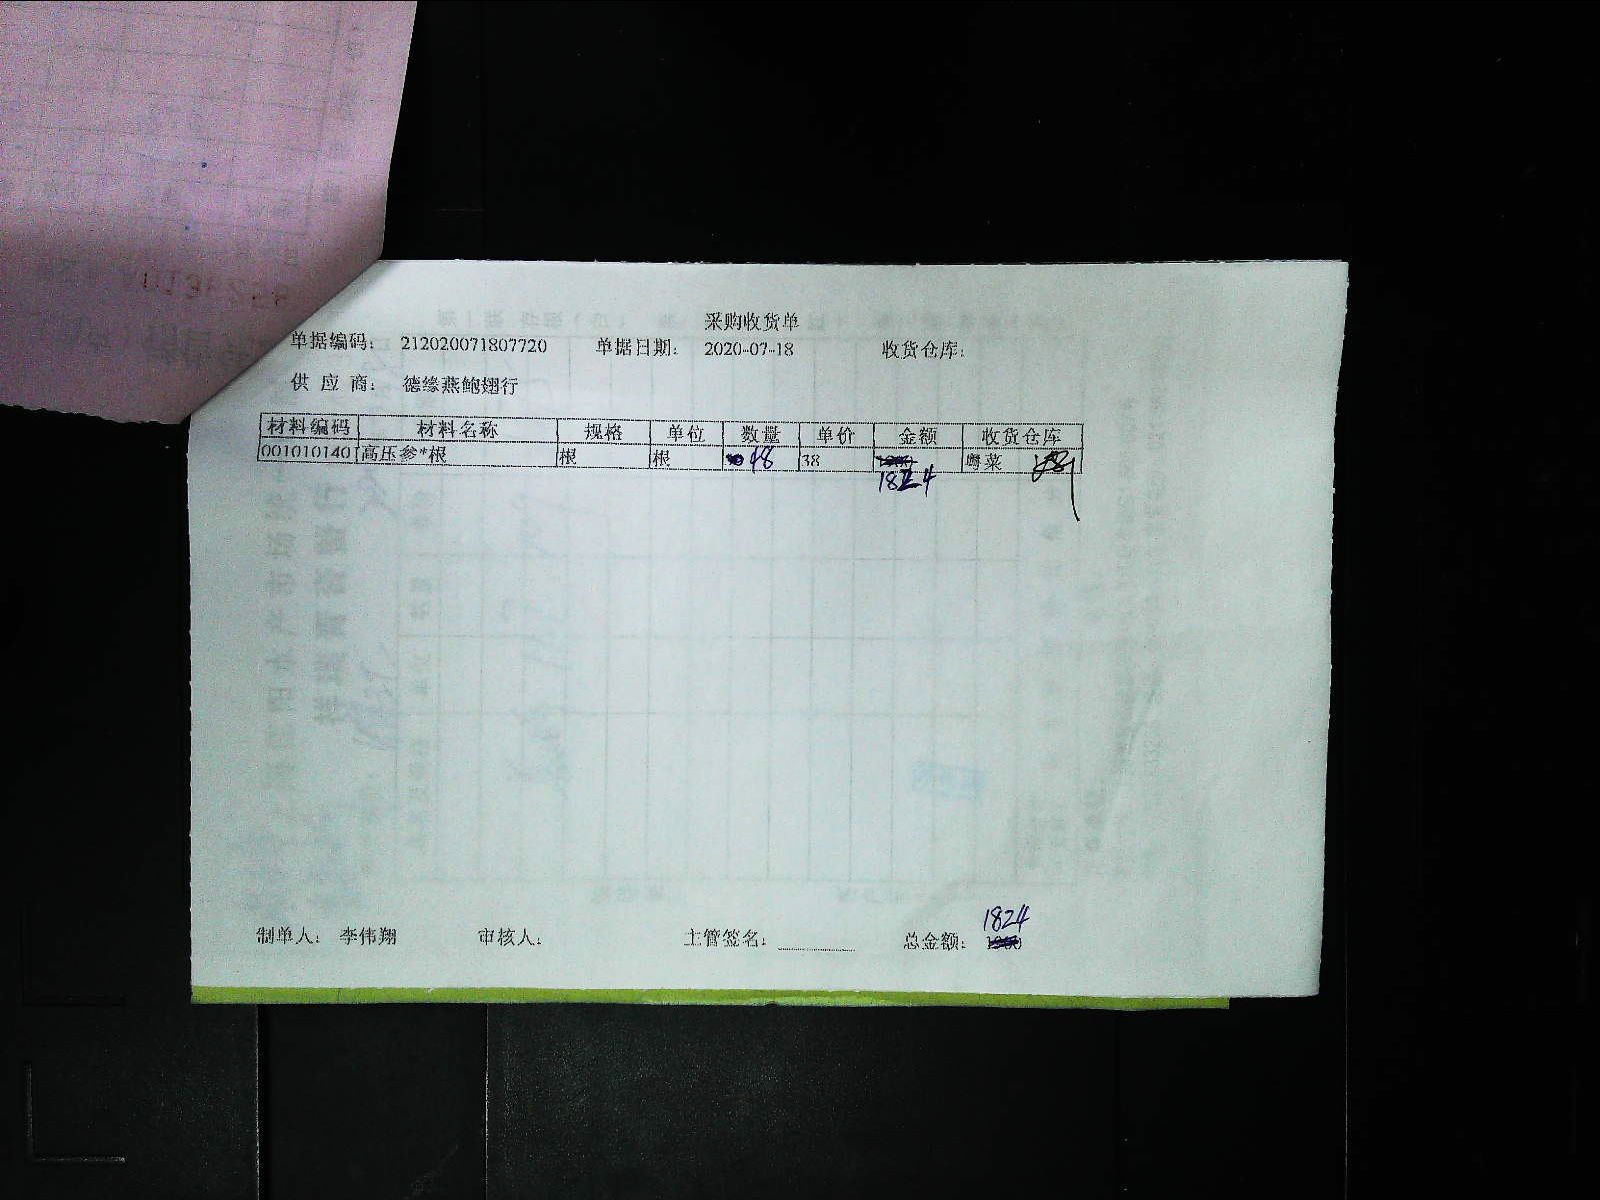 采购收货单
单据编码: 212020071807720 单据日期: 2020-07-18 收货仓库:
供 应 商: 德缘燕鲍翅行
材料编码 材料名称 规格 单位 数量 单价 金额 收货仓库
001010140 高压参*根 根 根 48 38 1824 粤菜
1824
制单人: 李伟翔 审核人: 主管签名: 总金额: